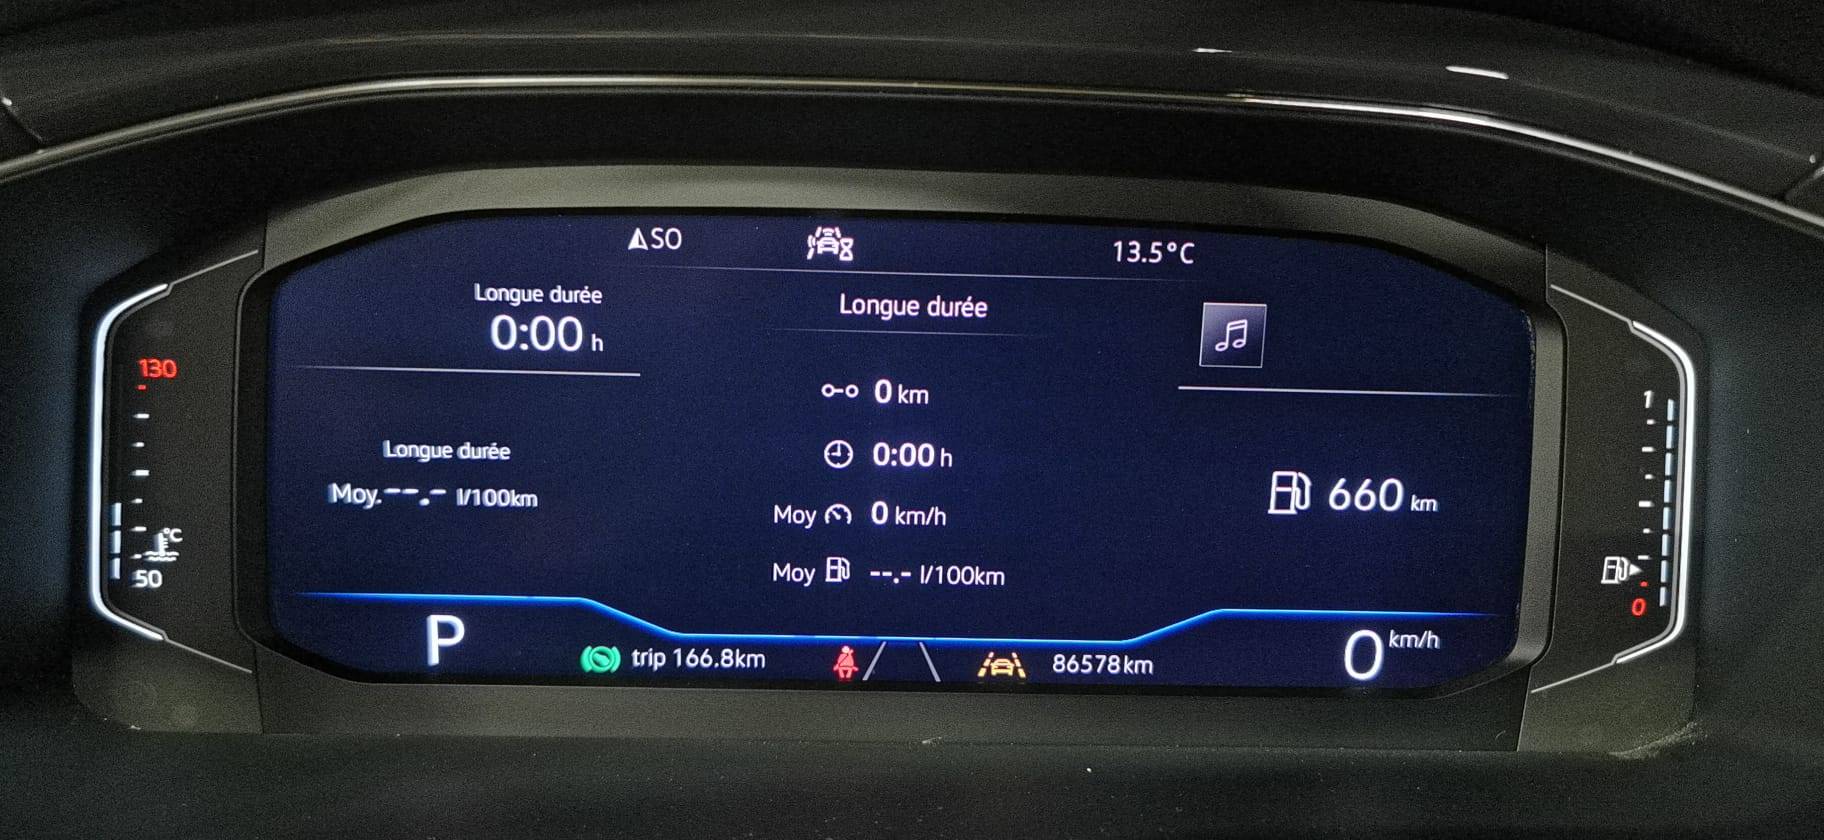 SO
13.5°C
Longue durée
0:00 h
Longue durée
0 km
0:00 h
Moy 0 km/h
Moy --.- l/100km
Longue durée
Moy. --.- l/100km
660 km
130
°C
50
1
0
P
trip 166.8km
86578km
0 km/h